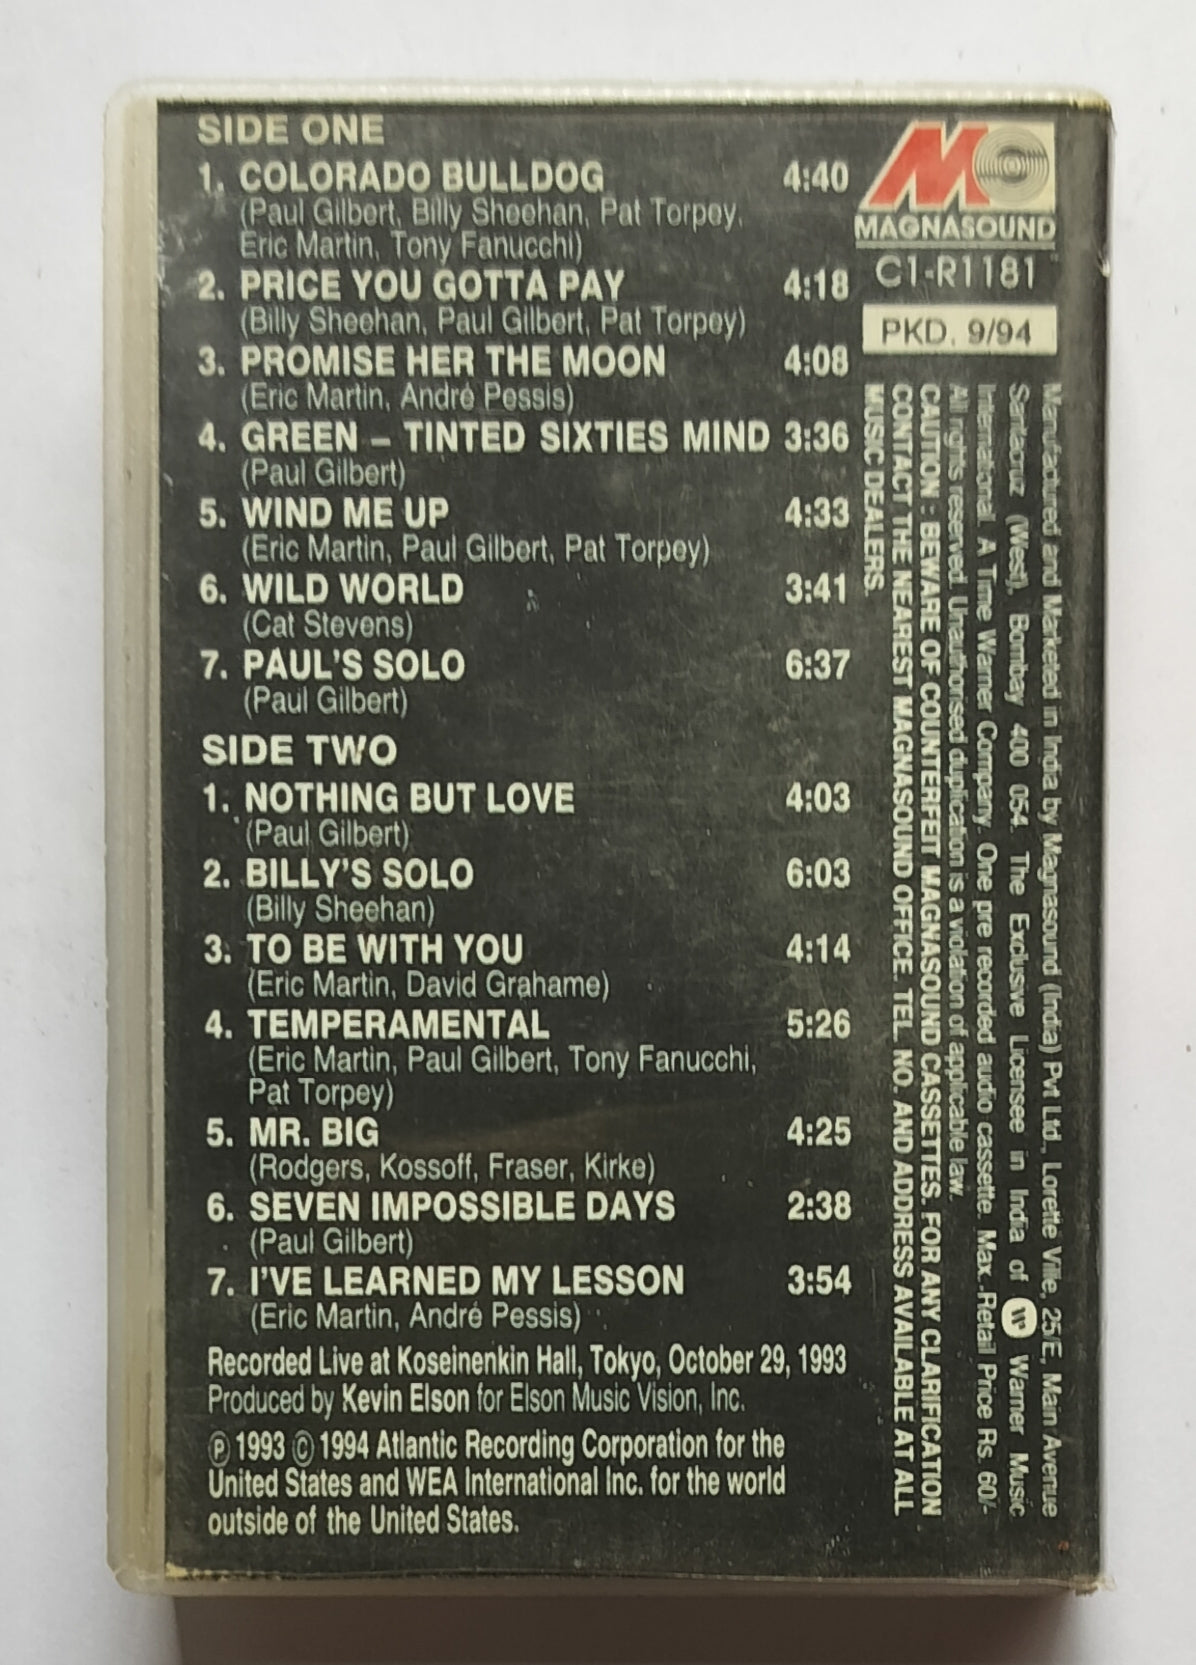 SIDE ONE
1. COLORADO BULLDOG 4:40
(Paul Gilbert, Billy Sheehan, Pat Torpey,
Eric Martin, Tony Fanucchi)
2. PRICE YOU GOTTA PAY 4:18
(Billy Sheehan, Paul Gilbert, Pat Torpey)
3. PROMISE HER THE MOON 4:08
(Eric Martin, André Pessis)
4. GREEN – TINTED SIXTIES MIND 3:36
(Paul Gilbert)
5. WIND ME UP 4:33
(Eric Martin, Paul Gilbert, Pat Torpey)
6. WILD WORLD 3:41
(Cat Stevens)
7. PAUL'S SOLO 6:37
(Paul Gilbert)
SIDE TWO
1. NOTHING BUT LOVE 4:03
(Paul Gilbert)
2. BILLY'S SOLO 6:03
(Billy Sheehan)
3. TO BE WITH YOU 4:14
(Eric Martin, David Grahame)
4. TEMPERAMENTAL 5:26
(Eric Martin, Paul Gilbert, Tony Fanucchi,
Pat Torpey)
5. MR. BIG 4:25
(Rodgers, Kossoff, Fraser, Kirke)
6. SEVEN IMPOSSIBLE DAYS 2:38
(Paul Gilbert)
7. I'VE LEARNED MY LESSON 3:54
(Eric Martin, André Pessis)
Recorded Live at Koseinenkin Hall, Tokyo, October 29, 1993
Produced by Kevin Elson for Elson Music Vision, Inc.
℗ 1993 © 1994 Atlantic Recording Corporation for the
United States and WEA International Inc. for the world
outside of the United States.
MAGNASOUND
C1-R1181
PKD. 9/94
Manufactured and Marketed in India by Magnasound (India) Pvt Ltd., Lorette Ville, 25/E, Main Avenue
Santacruz (West), Bombay 400 054. The Exclusive Licensee in India of Warner Music
International. A Time Warner Company. One pre recorded audio cassette. Max.-Retail Price Rs. 60/-
All rights reserved. Unauthorised duplication is a violation of applicable law.
CAUTION : BEWARE OF COUNTERFEIT MAGNASOUND CASSETTES. FOR ANY CLARIFICATION
CONTACT THE NEAREST MAGNASOUND OFFICE. TEL. NO. AND ADDRESS AVAILABLE AT ALL
MUSIC DEALERS.